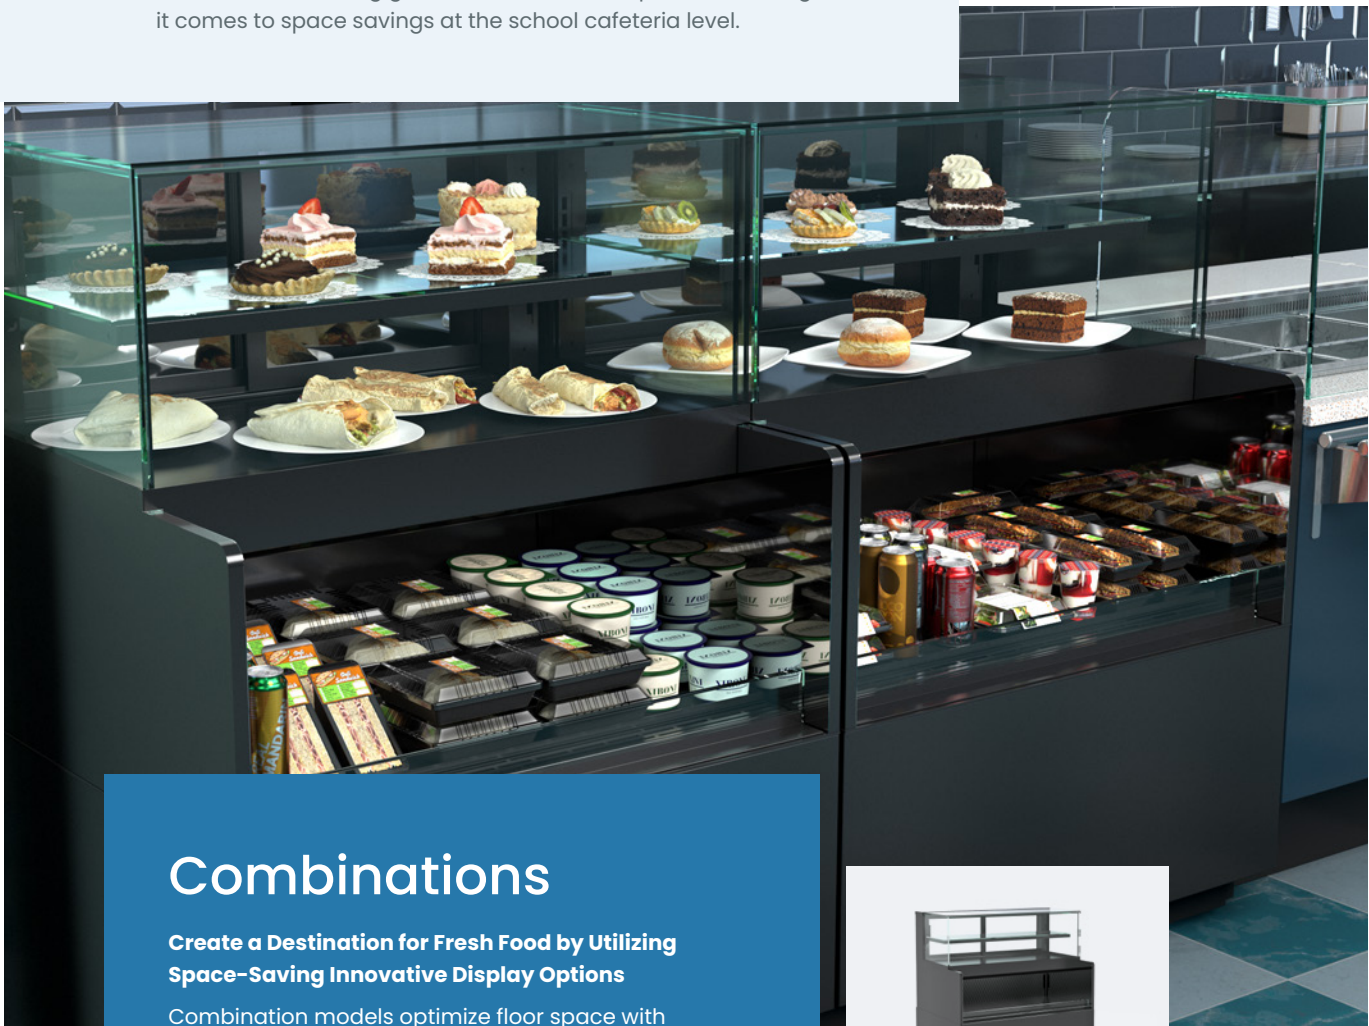 it comes to space savings at the school cafeteria level.
Combinations
Create a Destination for Fresh Food by Utilizing
Space-Saving Innovative Display Options
Combination models optimize floor space with